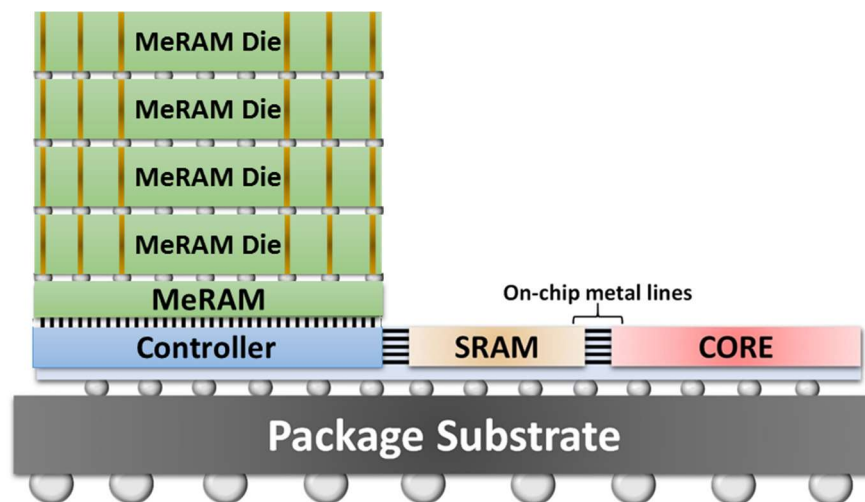 MeRAM Die
MeRAM Die
MeRAM Die
MeRAM Die
MeRAM
On-chip metal lines
Controller
SRAM
CORE
Package Substrate